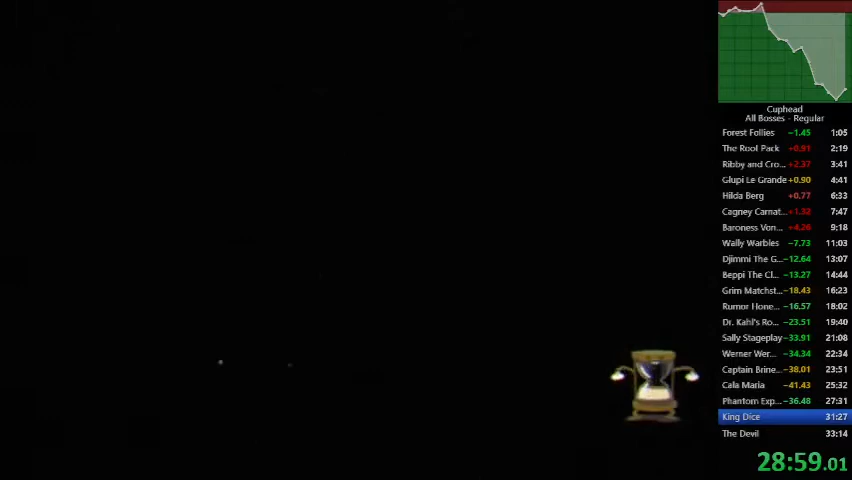 Cuphead
All Bosses - Regular
Forest Follies -1.45 1:05
The Root Pack +0.91 2:19
Ribby and Cro... +2.37 3:41
Glupi Le Grande +0.90 4:41
Hilda Berg +0.77 6:33
Cagney Carnat... +1.32 7:47
Baroness Von... +4.26 9:18
Wally Warbles -7.73 11:03
Djimmi The G... -12.64 13:07
Beppi The Cl... -13.27 14:44
Grim Matchst... -18.43 16:23
Rumor Hone... -16.57 18:02
Dr. Kahl's Ro... -23.51 19:40
Sally Stageplay -33.91 21:08
Werner Wer... -34.34 22:34
Captain Brine... -38.01 23:51
Cala Maria -41.43 25:32
Phantom Exp... -36.48 27:31
King Dice 31:27
The Devil 33:14
28:59.01